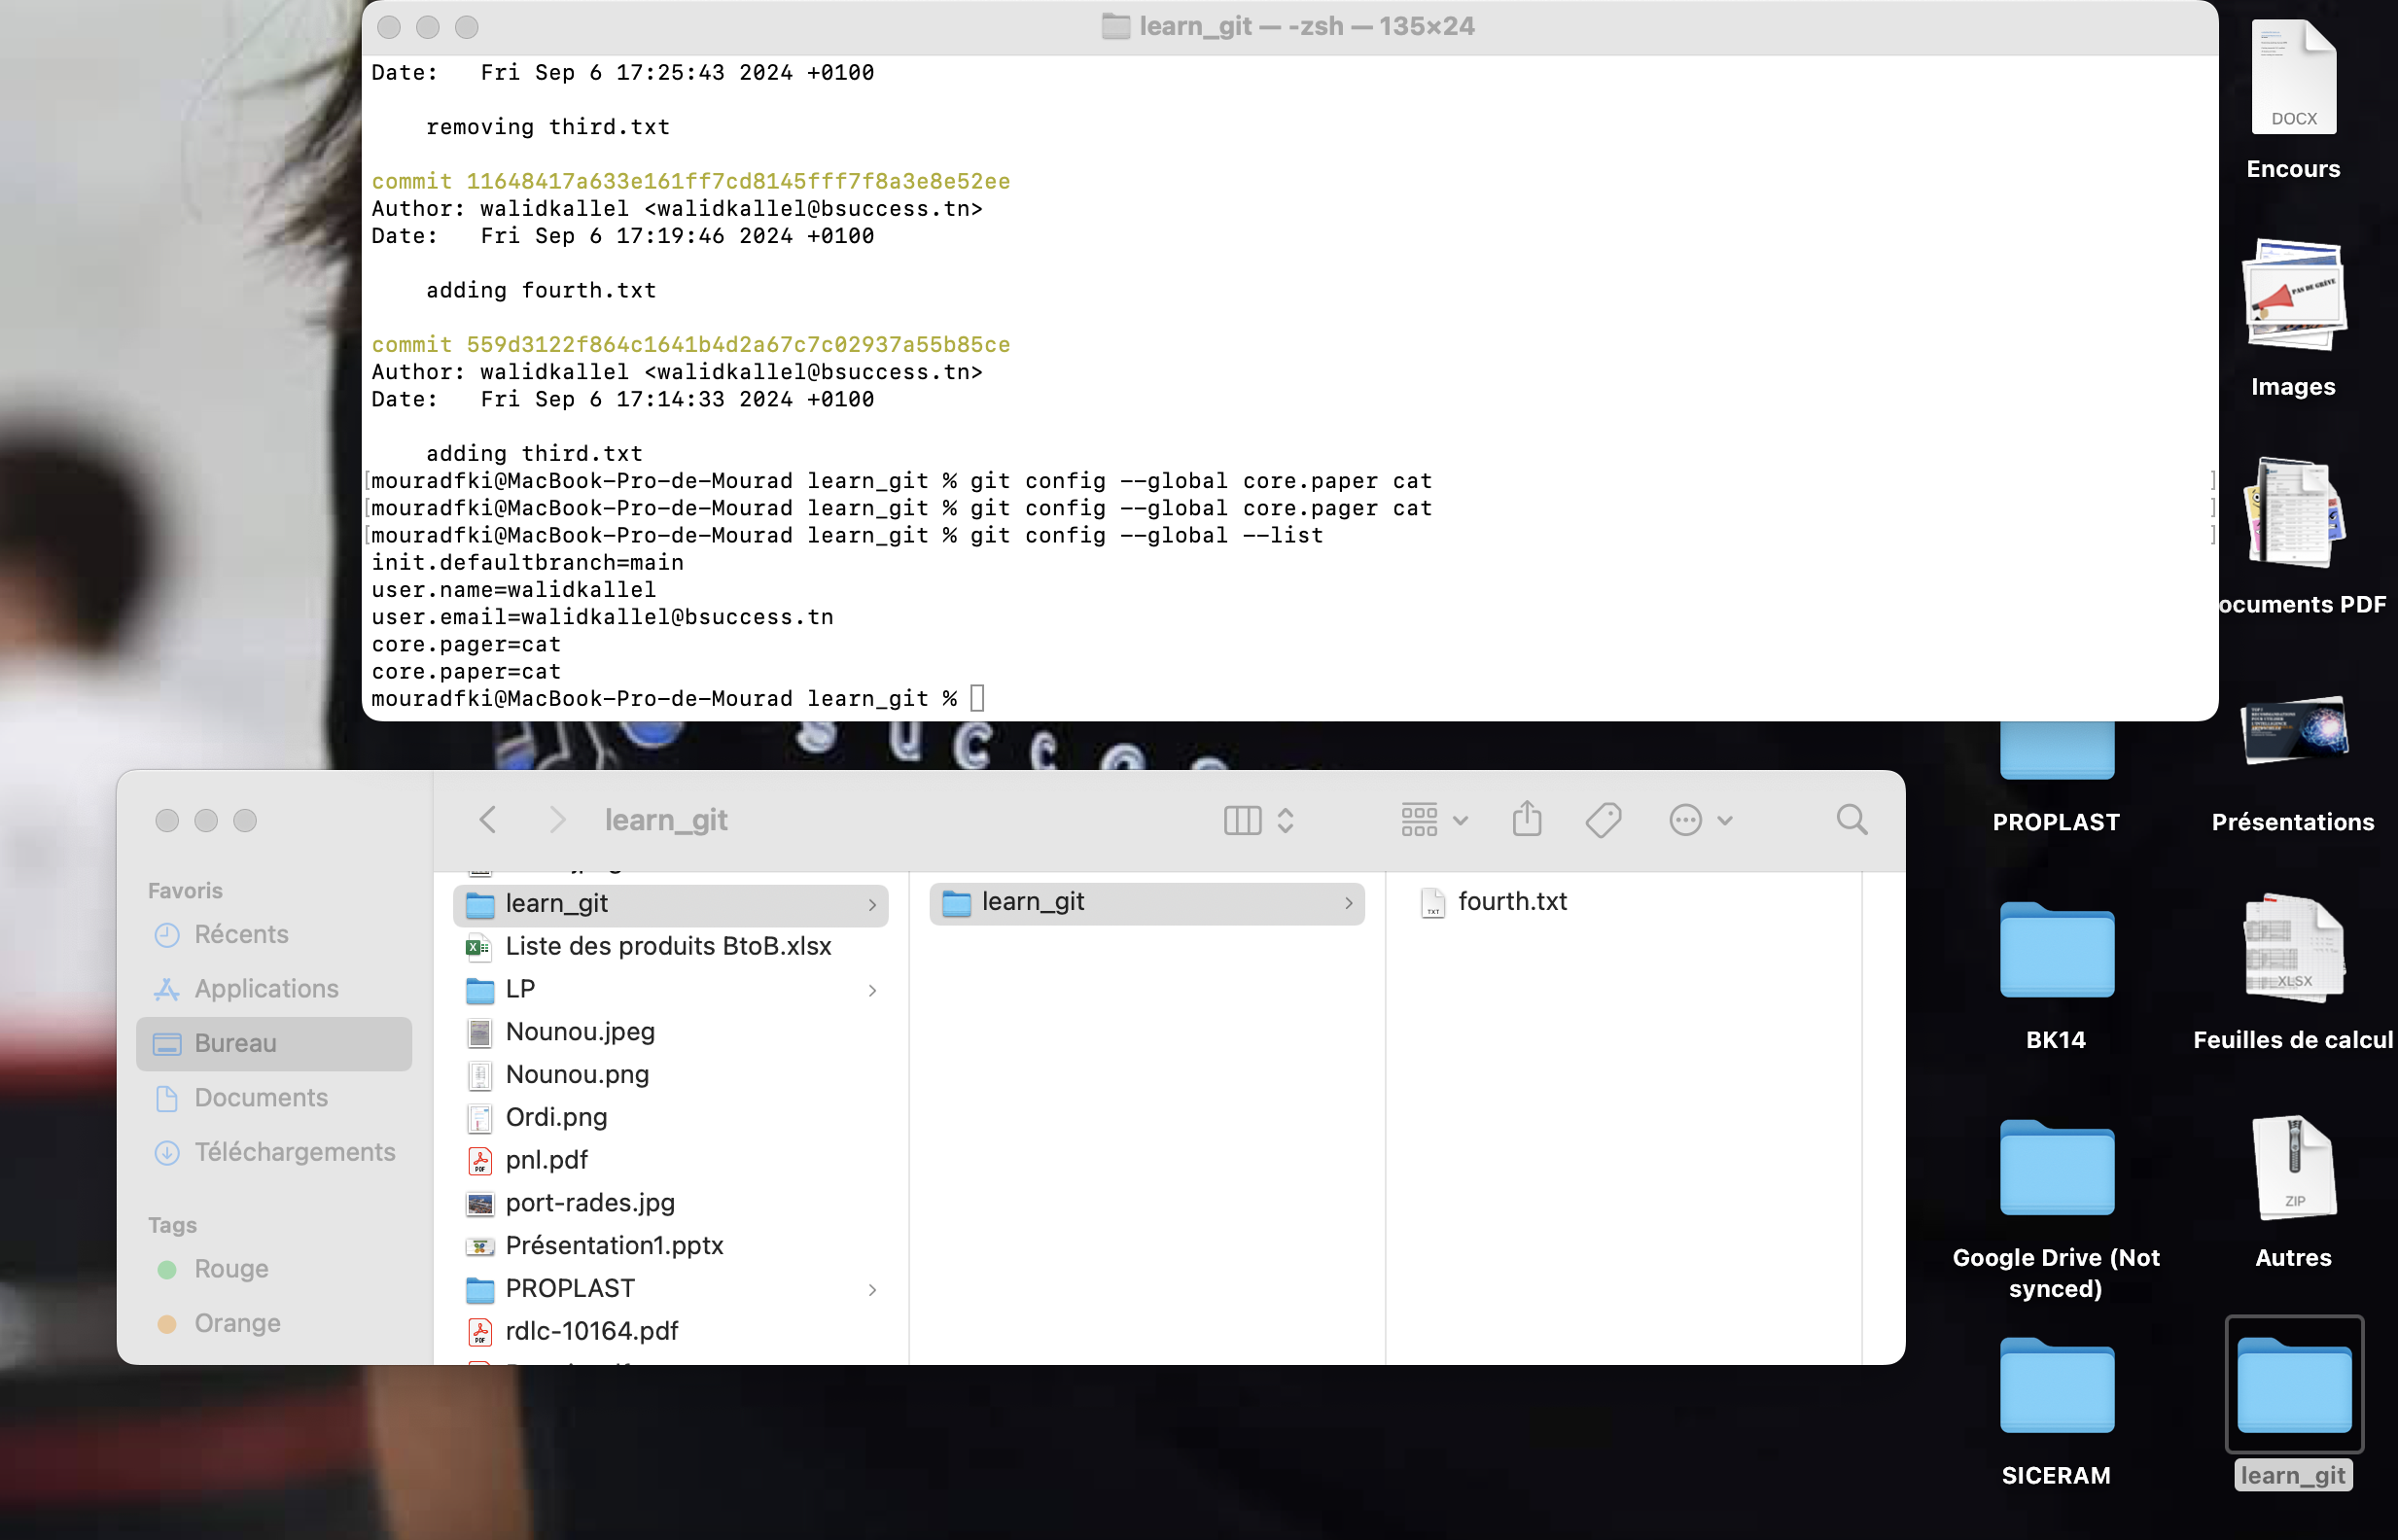 learn_git — -zsh — 135×24
Date:   Fri Sep 6 17:25:43 2024 +0100
removing third.txt
commit 11648417a633e161ff7cd8145fff7f8a3e8e52ee
Author: walidkallel <walidkallel@bsuccess.tn>
Date:   Fri Sep 6 17:19:46 2024 +0100
adding fourth.txt
commit 559d3122f864c1641b4d2a67c7c02937a55b85ce
Author: walidkallel <walidkallel@bsuccess.tn>
Date:   Fri Sep 6 17:14:33 2024 +0100
adding third.txt
[mouradfki@MacBook-Pro-de-Mourad learn_git % git config --global core.paper cat ]
[mouradfki@MacBook-Pro-de-Mourad learn_git % git config --global core.pager cat ]
[mouradfki@MacBook-Pro-de-Mourad learn_git % git config --global --list ]
init.defaultbranch=main
user.name=walidkallel
user.email=walidkallel@bsuccess.tn
core.pager=cat
core.paper=cat
mouradfki@MacBook-Pro-de-Mourad learn_git %
learn_git
Favoris
Récents
Applications
Bureau
Documents
Téléchargements
Tags
Rouge
Orange
learn_git
Liste des produits BtoB.xlsx
LP
Nounou.jpeg
Nounou.png
Ordi.png
pnl.pdf
port-rades.jpg
Présentation1.pptx
PROPLAST
rdlc-10164.pdf
learn_git
fourth.txt
DOCX
Encours
PAS DE GRÈVE
Images
ocuments PDF
PROPLAST
Présentations
BK14
XLSX
Feuilles de calcul
Google Drive (Not
synced)
ZIP
Autres
SICERAM
learn_git